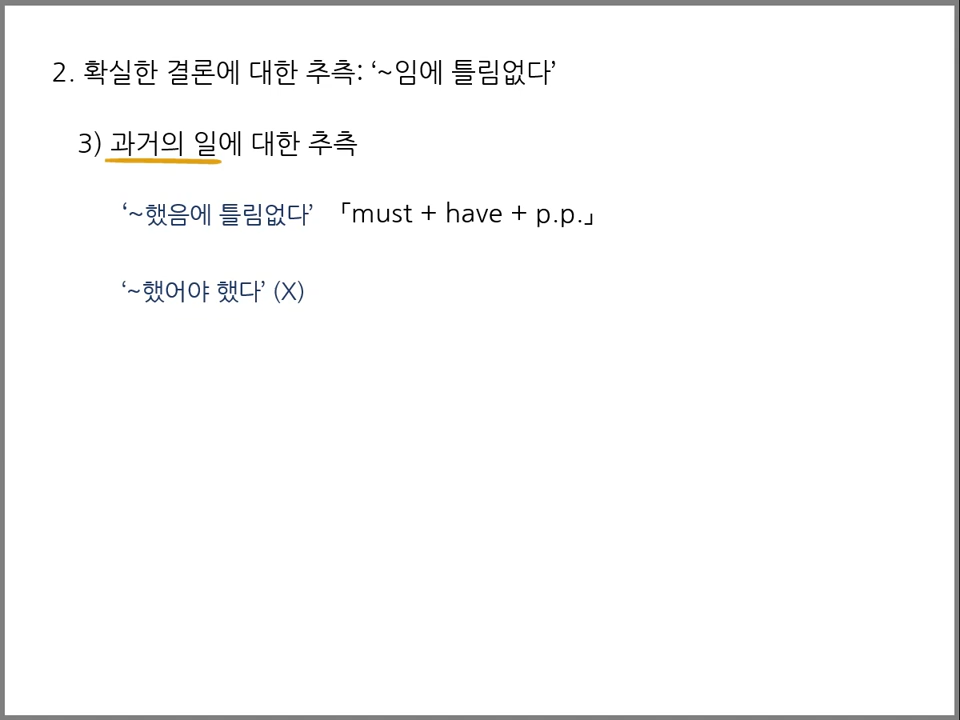 2. 확실한 결론에 대한 추측: ‘~임에 틀림없다’
3) 과거의 일에 대한 추측
‘~했음에 틀림없다’ 「must + have + p.p.」
‘~했어야 했다’ (X)